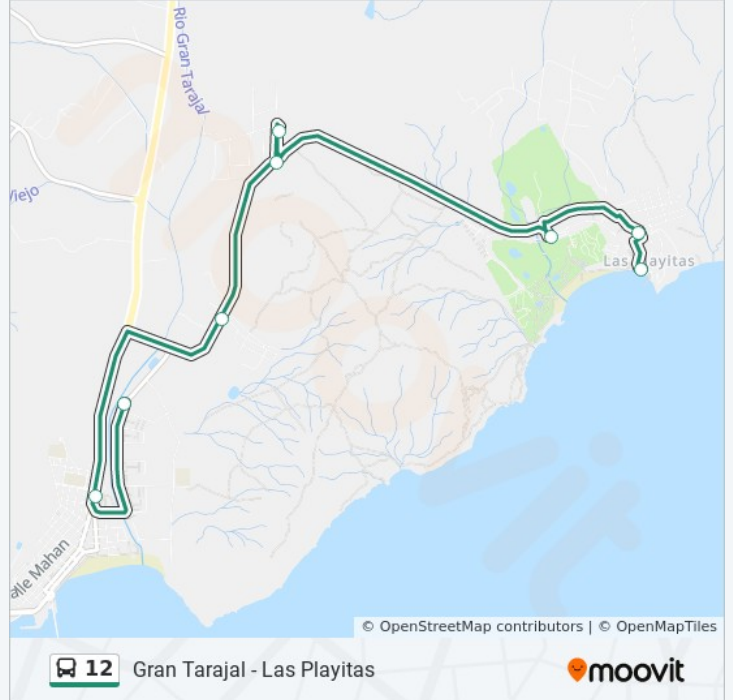 Rio Gran Tarajal
Viejo
Las Playitas
alle Mahan
© OpenStreetMap contributors | © OpenMapTiles
12 Gran Tarajal - Las Playitas
moovit